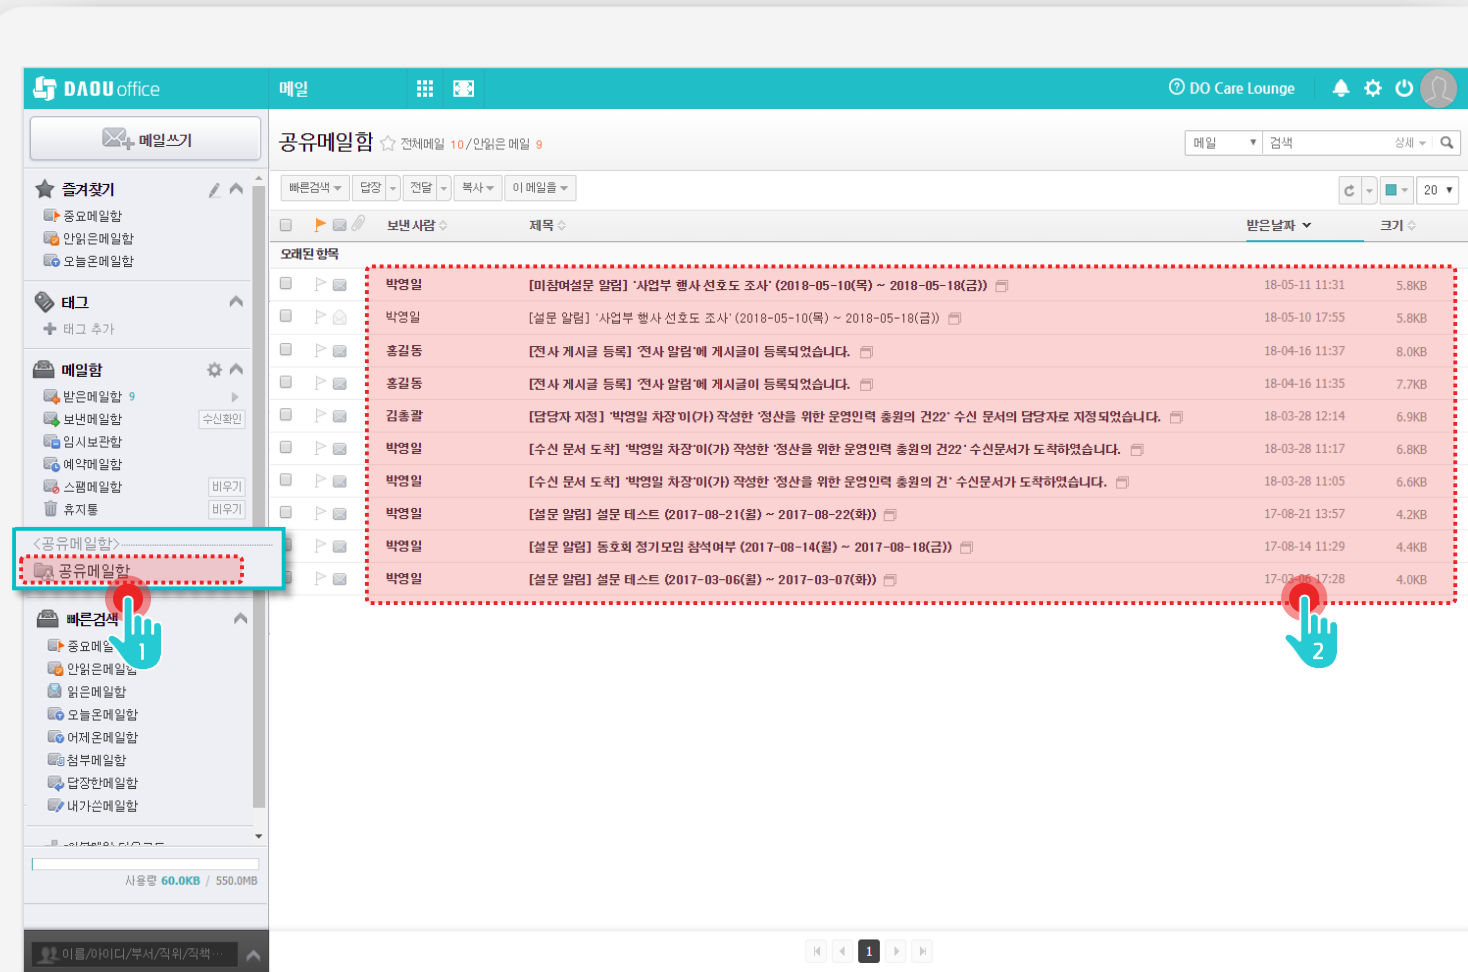 DAOU office
메일
DO Care Lounge
메일쓰기
공유메일함 전체메일 10 / 안읽은 메일 9
메일 검색 상세
즐겨찾기
중요메일함
안읽은메일함
오늘온메일함
태그
태그 추가
메일함
받은메일함 9
보낸메일함 수신확인
임시보관함
예약메일함
스팸메일함 비우기
휴지통 비우기
<공유메일함>
공유메일함
1
빠른검색
중요메일
안읽은메일함
읽은메일함
오늘온메일함
어제온메일함
첨부메일함
답장한메일함
내가쓴메일함
사용량 60.0KB / 550.0MB
이름/아이디/부서/직위/직책...
빠른검색 답장 전달 복사 이 메일을 20
보낸 사람 제목 받은날짜 크기
오래된 항목
박영일 [미참여설문 알림] '사업부 행사 선호도 조사' (2018-05-10(목) ~ 2018-05-18(금)) 18-05-11 11:31 5.8KB
박영일 [설문 알림] '사업부 행사 선호도 조사' (2018-05-10(목) ~ 2018-05-18(금)) 18-05-10 17:55 5.8KB
홍길동 [전사 게시글 등록] '전사 알림'에 게시글이 등록되었습니다. 18-04-16 11:37 8.0KB
홍길동 [전사 게시글 등록] '전사 알림'에 게시글이 등록되었습니다. 18-04-16 11:35 7.7KB
김총괄 [담당자 지정] '박영일 차장'이(가) 작성한 '정산을 위한 운영인력 충원의 건22' 수신 문서의 담당자로 지정되었습니다. 18-03-28 12:14 6.9KB
박영일 [수신 문서 도착] '박영일 차장'이(가) 작성한 '정산을 위한 운영인력 충원의 건22' 수신문서가 도착하였습니다. 18-03-28 11:17 6.8KB
박영일 [수신 문서 도착] '박영일 차장'이(가) 작성한 '정산을 위한 운영인력 충원의 건' 수신문서가 도착하였습니다. 18-03-28 11:05 6.6KB
박영일 [설문 알림] 설문 테스트 (2017-08-21(월) ~ 2017-08-22(화)) 17-08-21 13:57 4.2KB
박영일 [설문 알림] 동호회 정기모임 참석여부 (2017-08-14(월) ~ 2017-08-18(금)) 17-08-14 11:29 4.4KB
박영일 [설문 알림] 설문 테스트 (2017-03-06(월) ~ 2017-03-07(화)) 17-03-06 17:28 4.0KB
2
1